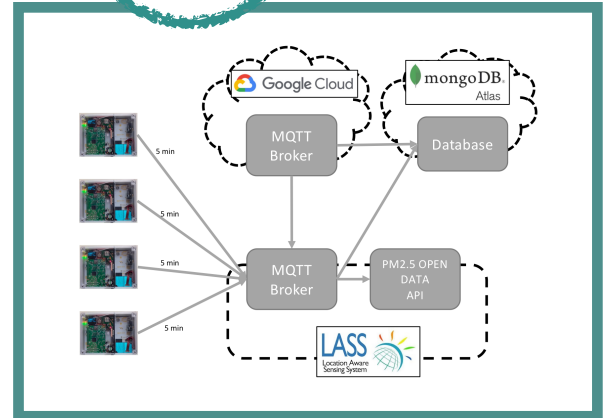 Google Cloud
mongoDB.
Atlas
MQTT
Broker
Database
5 min
5 min
5 min
5 min
MQTT
Broker
PM2.5 OPEN
DATA
API
LASS
Location Aware
Sensing System